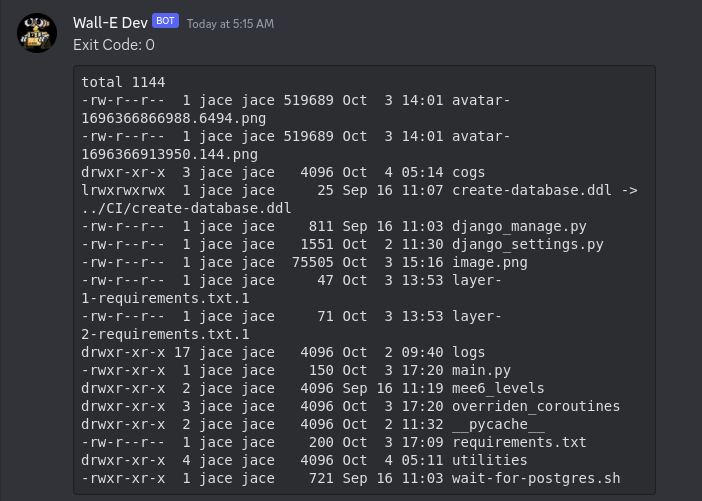 Wall-E Dev BOT Today at 5:15 AM
Exit Code: 0
total 1144
-rw-r--r--  1 jace jace 519689 Oct  3 14:01 avatar-
1696366866988.6494.png
-rw-r--r--  1 jace jace 519689 Oct  3 14:01 avatar-
1696366913950.144.png
drwxr-xr-x  3 jace jace   4096 Oct  4 05:14 cogs
lrwxrwxrwx  1 jace jace     25 Sep 16 11:07 create-database.ddl ->
../CI/create-database.ddl
-rw-r--r--  1 jace jace    811 Sep 16 11:03 django_manage.py
-rw-r--r--  1 jace jace   1551 Oct  2 11:30 django_settings.py
-rw-r--r--  1 jace jace  75505 Oct  3 15:16 image.png
-rw-r--r--  1 jace jace     47 Oct  3 13:53 layer-
1-requirements.txt.1
-rw-r--r--  1 jace jace     71 Oct  3 13:53 layer-
2-requirements.txt.1
drwxr-xr-x 17 jace jace   4096 Oct  2 09:40 logs
-rwxr-xr-x  1 jace jace    150 Oct  3 17:20 main.py
drwxr-xr-x  2 jace jace   4096 Sep 16 11:19 mee6_levels
drwxr-xr-x  3 jace jace   4096 Oct  3 17:20 overriden_coroutines
drwxr-xr-x  2 jace jace   4096 Oct  2 11:32 __pycache__
-rw-r--r--  1 jace jace    200 Oct  3 17:09 requirements.txt
drwxr-xr-x  4 jace jace   4096 Oct  4 05:11 utilities
-rwxr-xr-x  1 jace jace    721 Sep 16 11:03 wait-for-postgres.sh